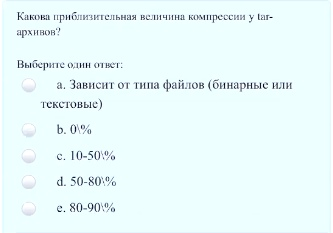 Какова приблизительная величина компрессии у tar-
архивов?
Выберите один ответ:
a. Зависит от типа файлов (бинарные или
текстовые)
b. 0\%
c. 10-50\%
d. 50-80\%
e. 80-90\%